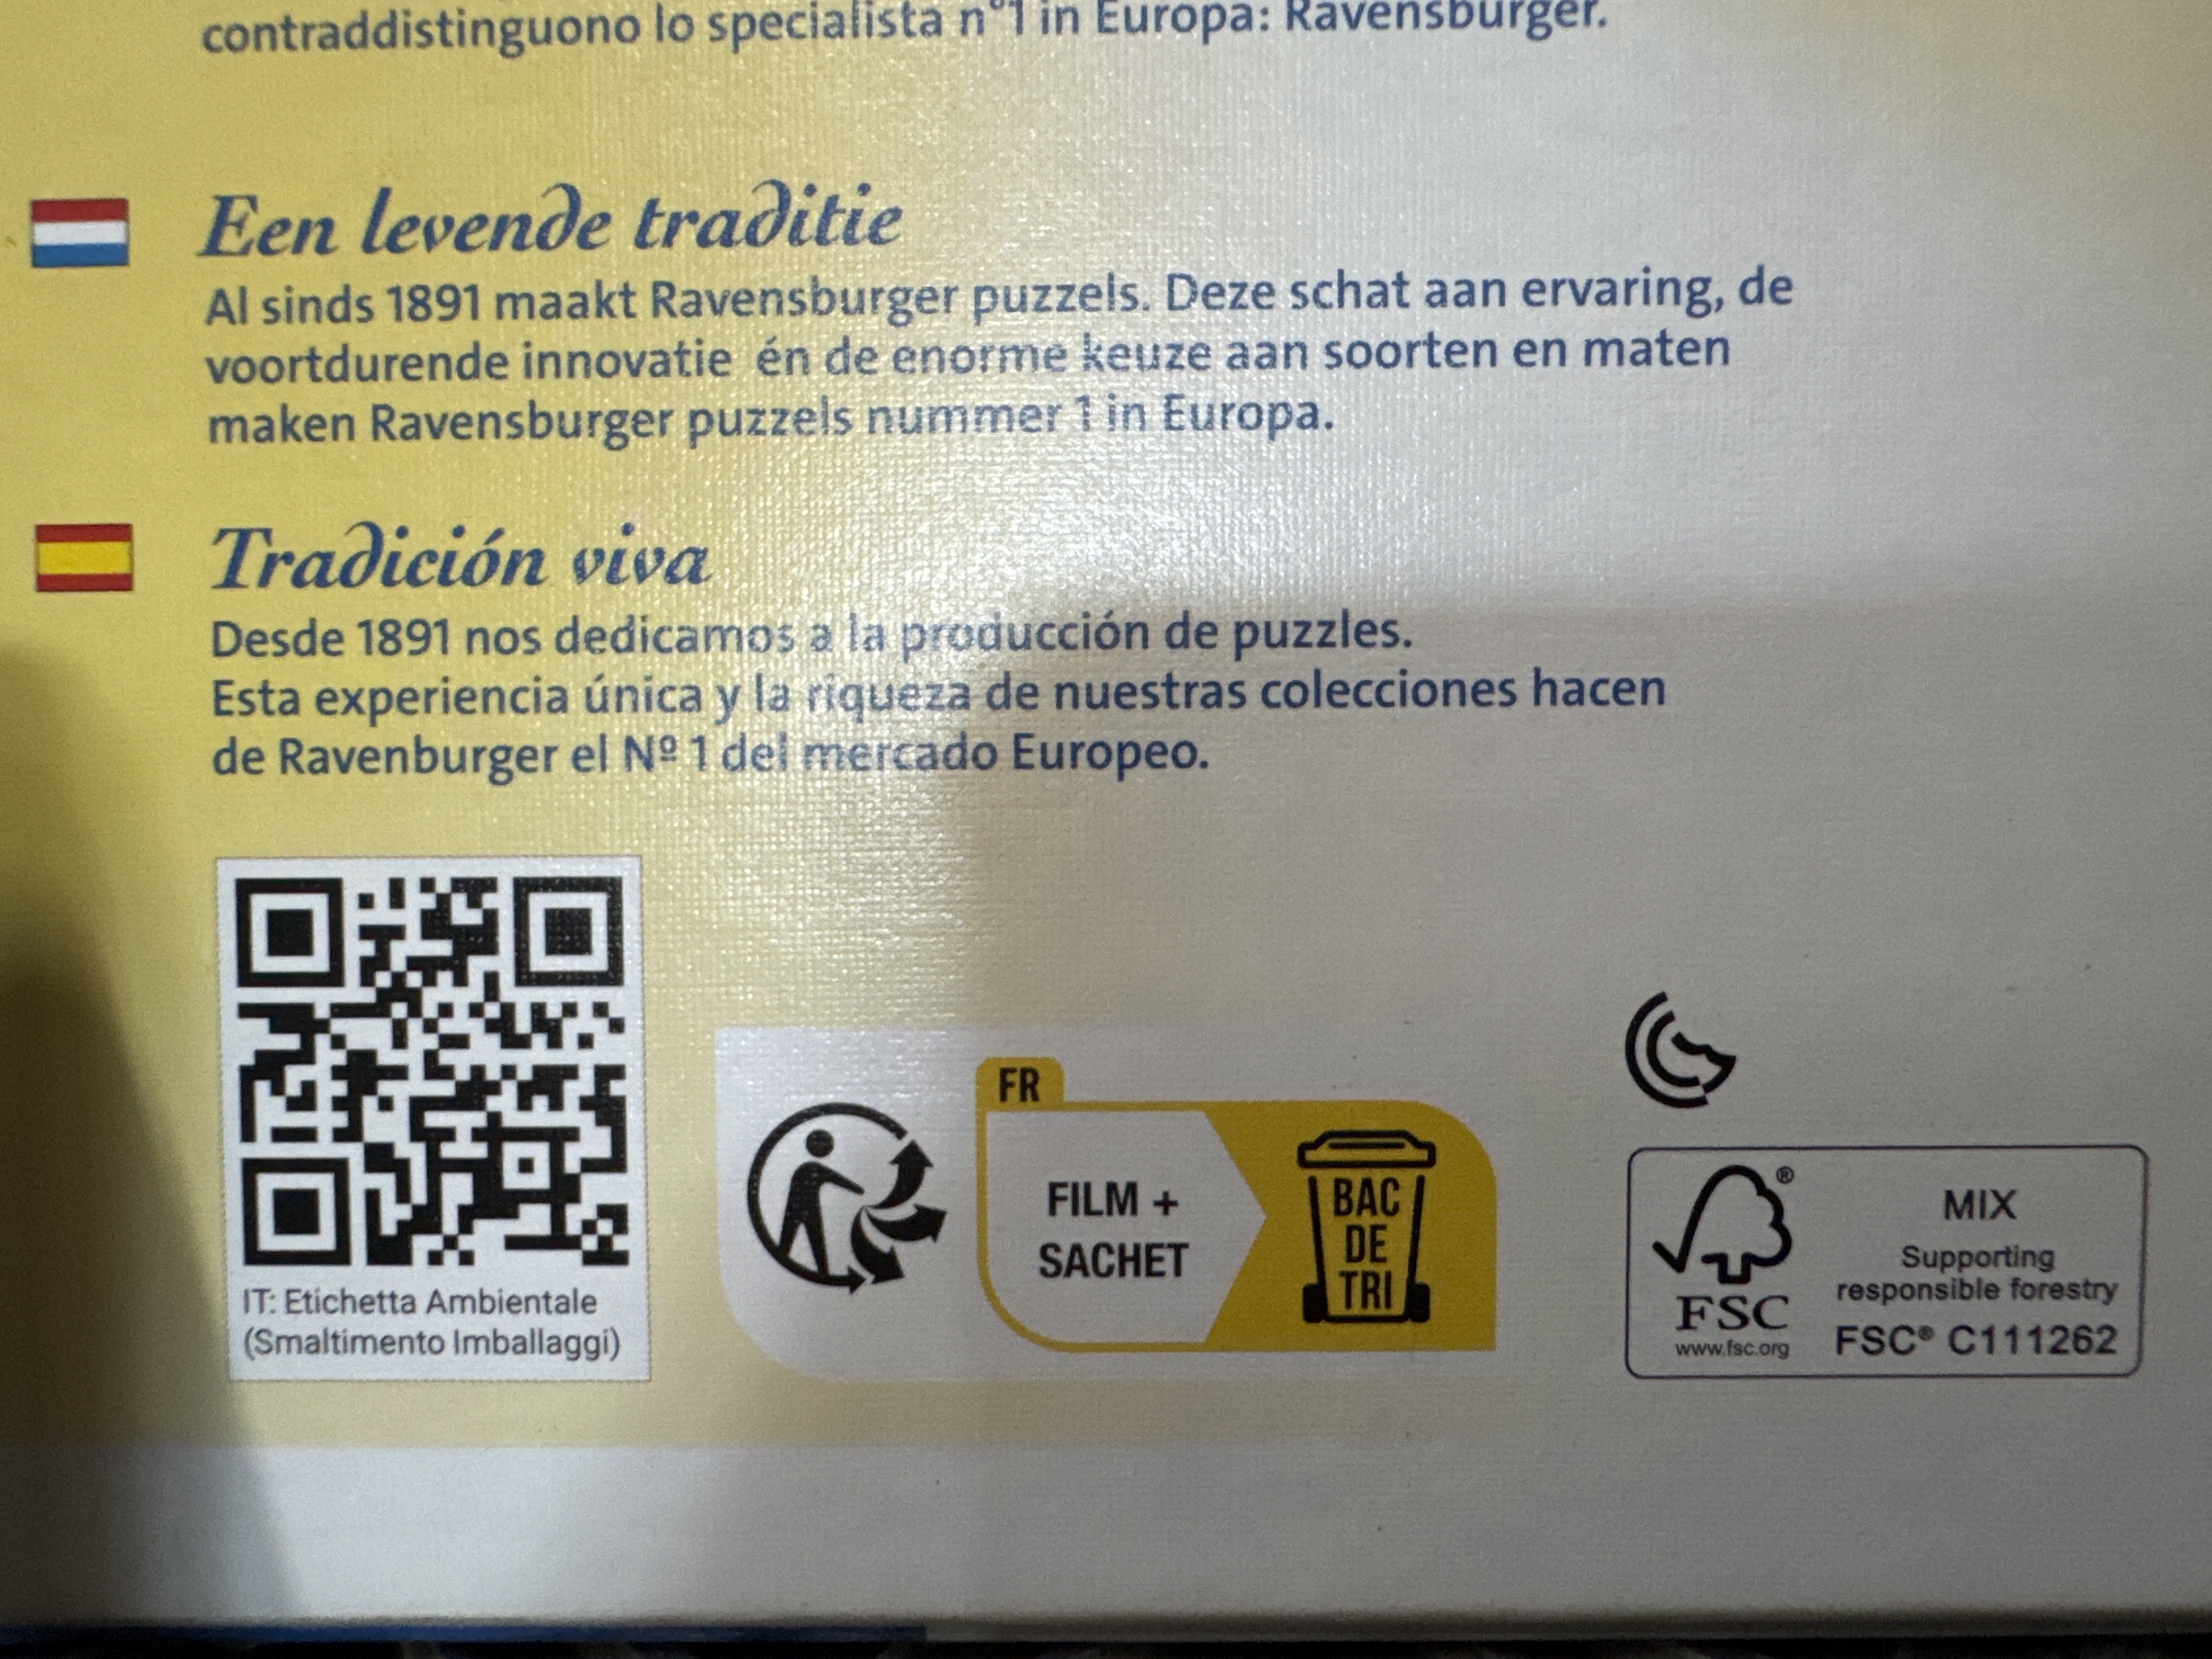 contraddistinguono lo specialista n°1 in Europa: Ravensburger.
Een levende traditie
Al sinds 1891 maakt Ravensburger puzzels. Deze schat aan ervaring, de
voortdurende innovatie én de enorme keuze aan soorten en maten
maken Ravensburger puzzels nummer 1 in Europa.
Tradición viva
Desde 1891 nos dedicamos a la producción de puzzles.
Esta experiencia única y la riqueza de nuestras colecciones hacen
de Ravenburger el Nº 1 del mercado Europeo.
IT: Etichetta Ambientale
(Smaltimento Imballaggi)
FR
FILM +
SACHET
BAC
DE
TRI
®
FSC
www.fsc.org
MIX
Supporting
responsible forestry
FSC® C111262